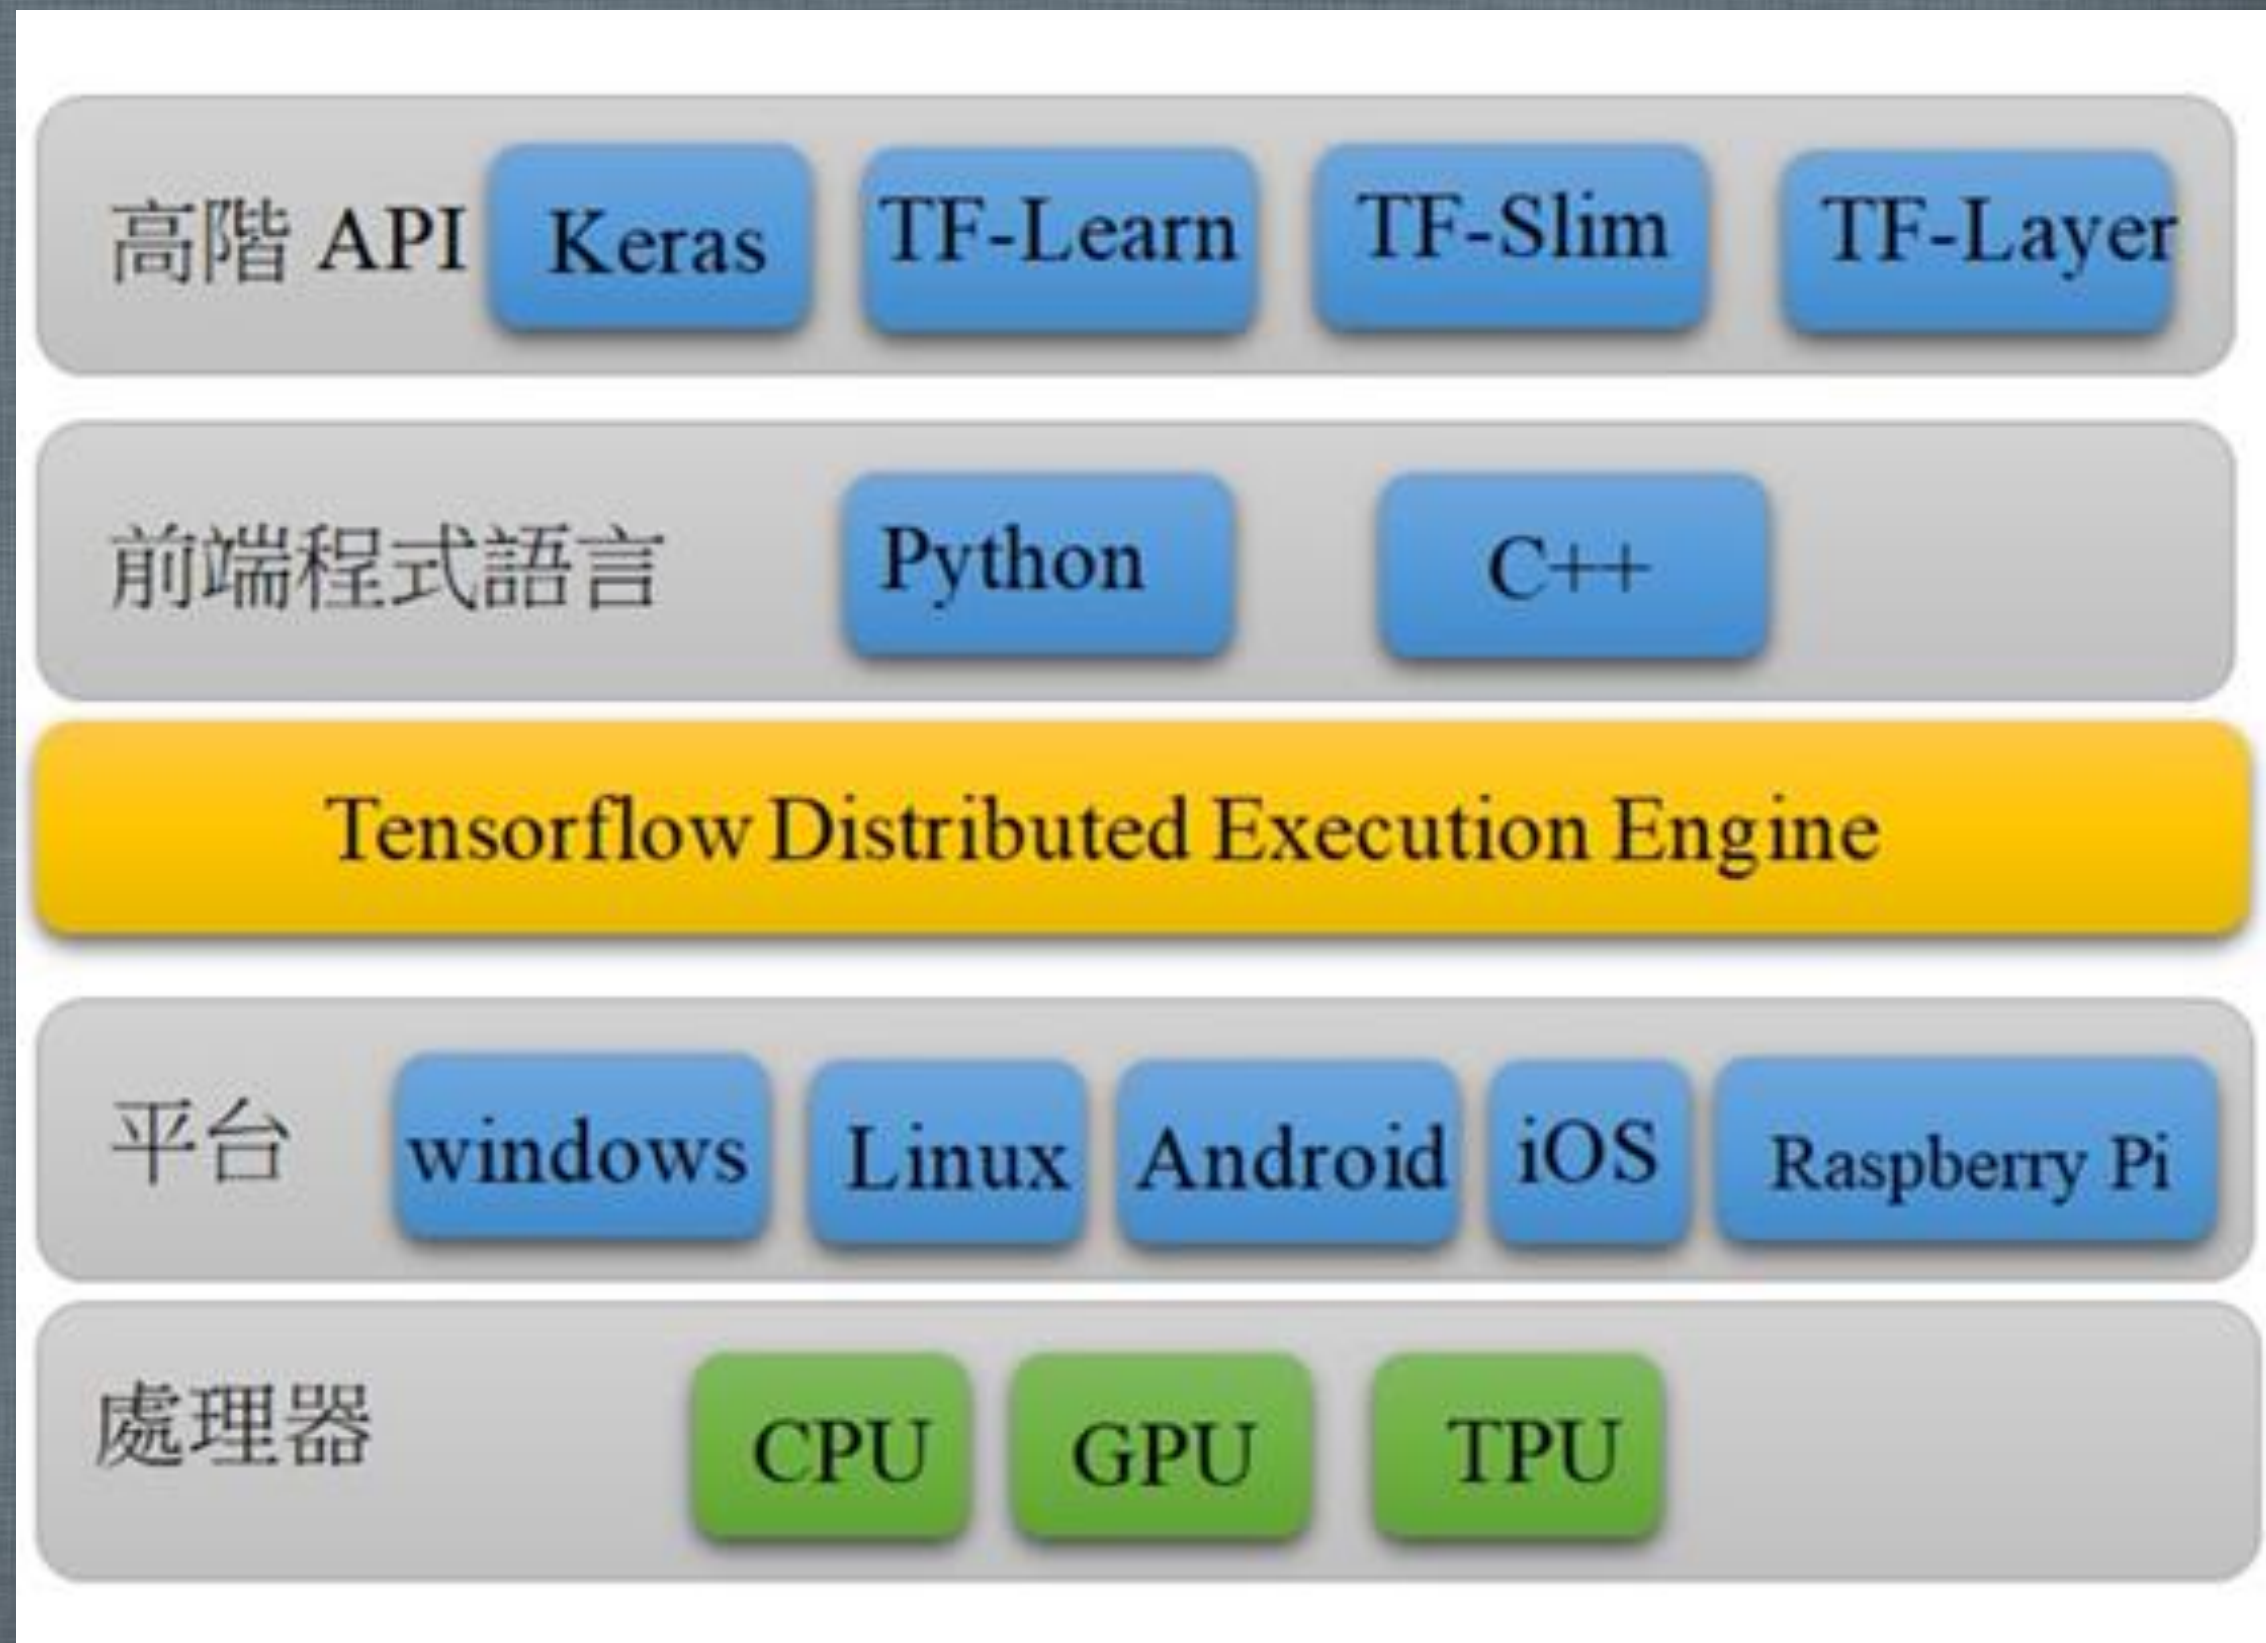 高階 API Keras TF-Learn TF-Slim TF-Layer
前端程式語言 Python C++
Tensorflow Distributed Execution Engine
平台 windows Linux Android iOS Raspberry Pi
處理器 CPU GPU TPU